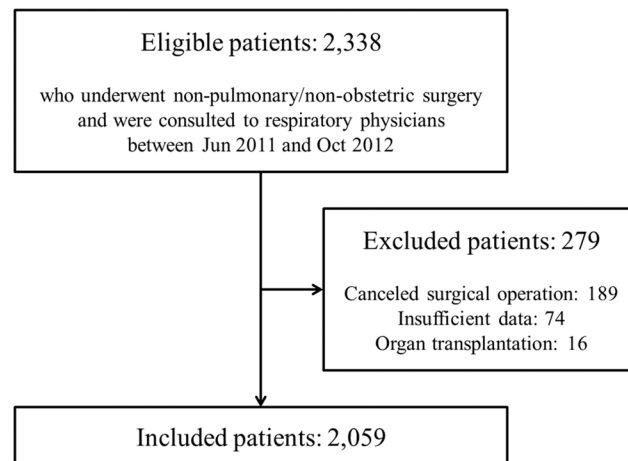 Eligible patients: 2,338
who underwent non-pulmonary/non-obstetric surgery
and were consulted to respiratory physicians
between Jun 2011 and Oct 2012
Excluded patients: 279
Canceled surgical operation: 189
Insufficient data: 74
Organ transplantation: 16
Included patients: 2,059